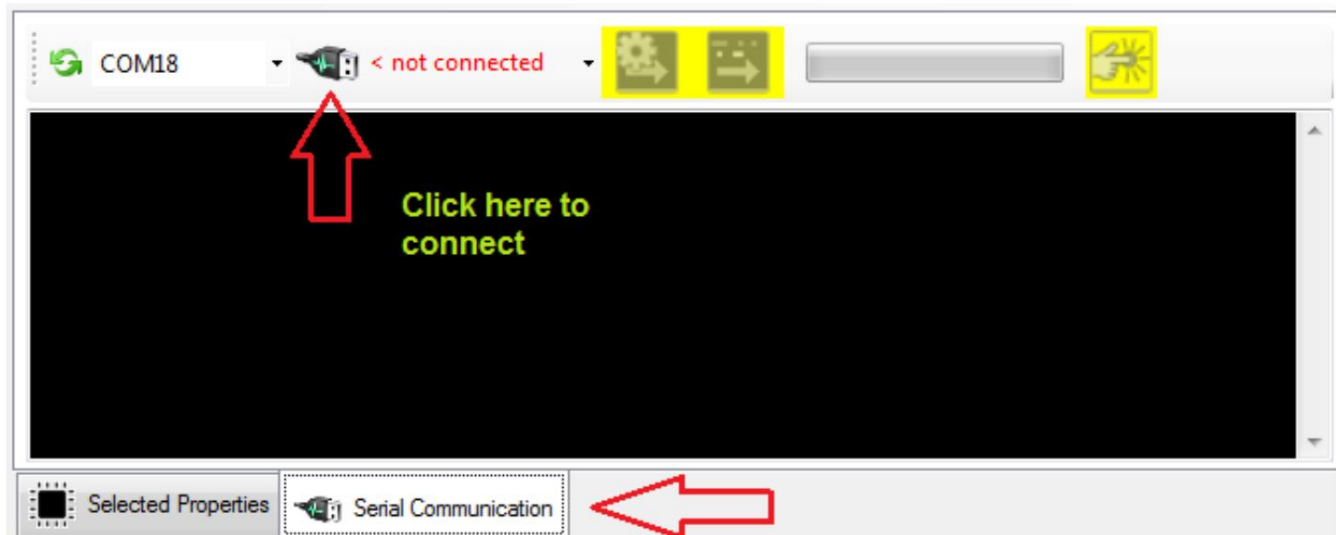 COM18 < not connected
Click here to
connect
Selected Properties Serial Communication